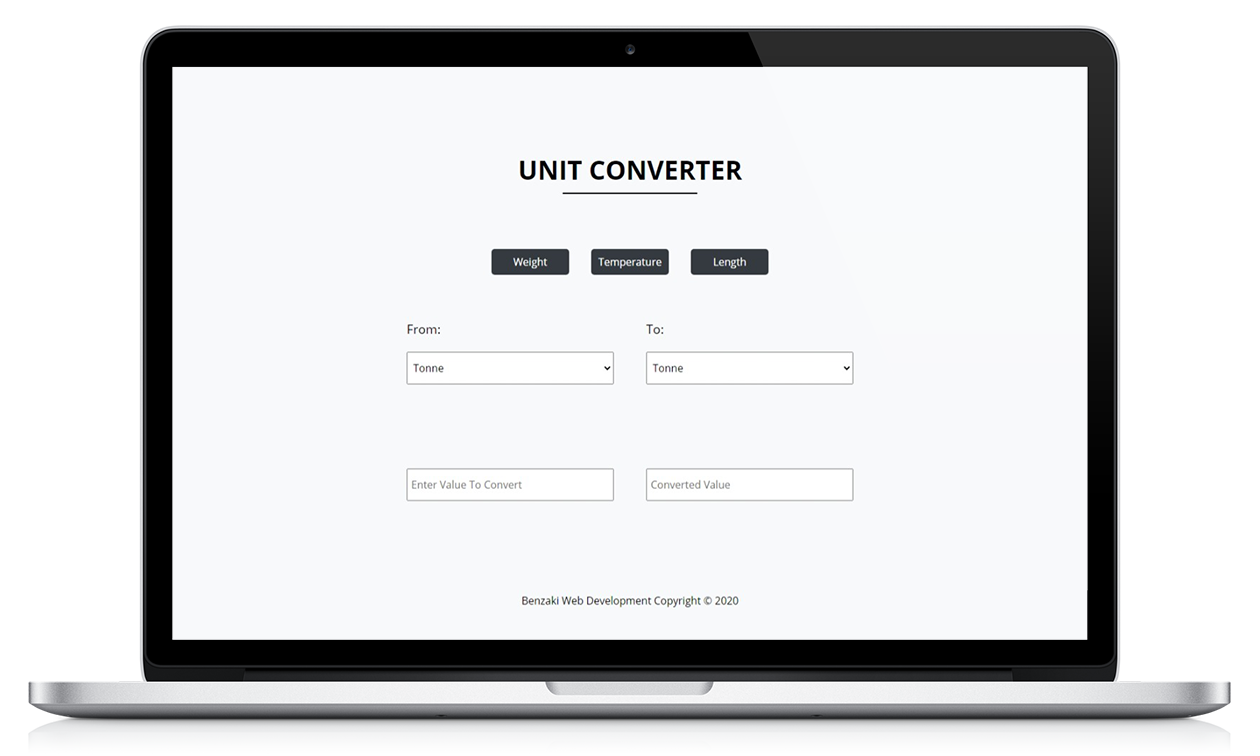 UNIT CONVERTER
Weight Temperature Length
From: To:
Tonne Tonne
Enter Value To Convert Converted Value
Benzaki Web Development Copyright © 2020